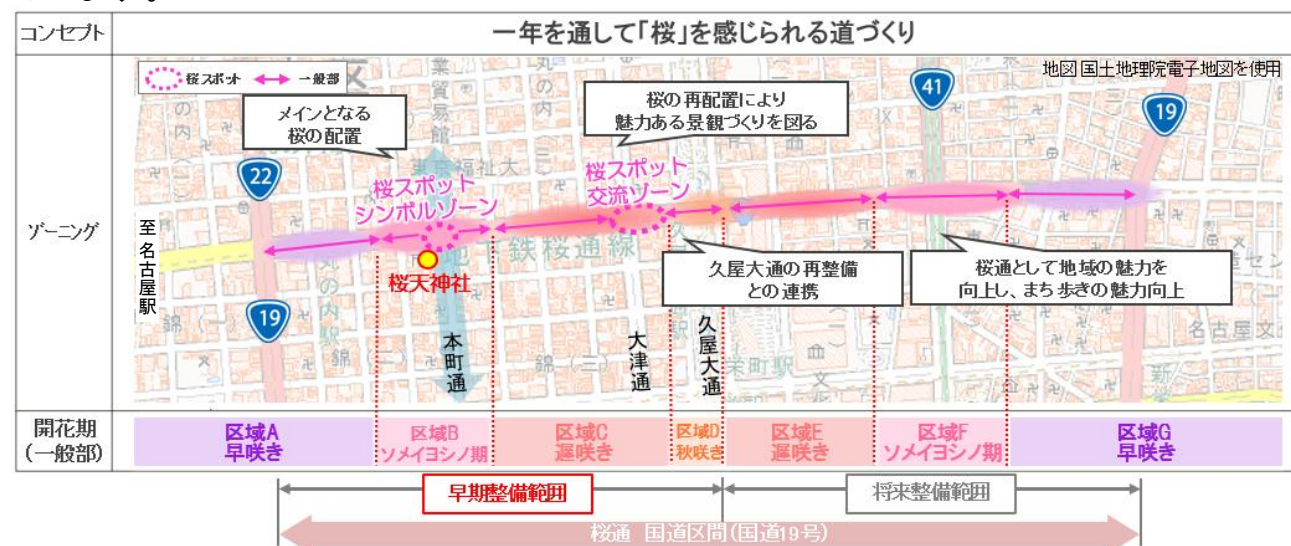 コンセプト
一年を通して「桜」を感じられる道づくり
ゾーニング
桜スポット
一般部
地図 国土地理院電子地図を使用
メインとなる
桜の配置
桜の再配置により
魅力ある景観づくりを図る
41
19
22
桜スポット
シンボルゾーン
桜スポット
交流ゾーン
至名古屋駅
地下鉄桜通線
桜天神社
久屋大通の再整備
との連携
桜通として地域の魅力を
向上し、まち歩きの魅力向上
19
本町通
大津通
久屋大通
開花期
(一般部)
区域A
早咲き
区域B
ソメイヨシノ期
区域C
遅咲き
区域D
秋咲き
区域E
遅咲き
区域F
ソメイヨシノ期
区域G
早咲き
早期整備範囲
将来整備範囲
桜通 国道区間(国道19号)